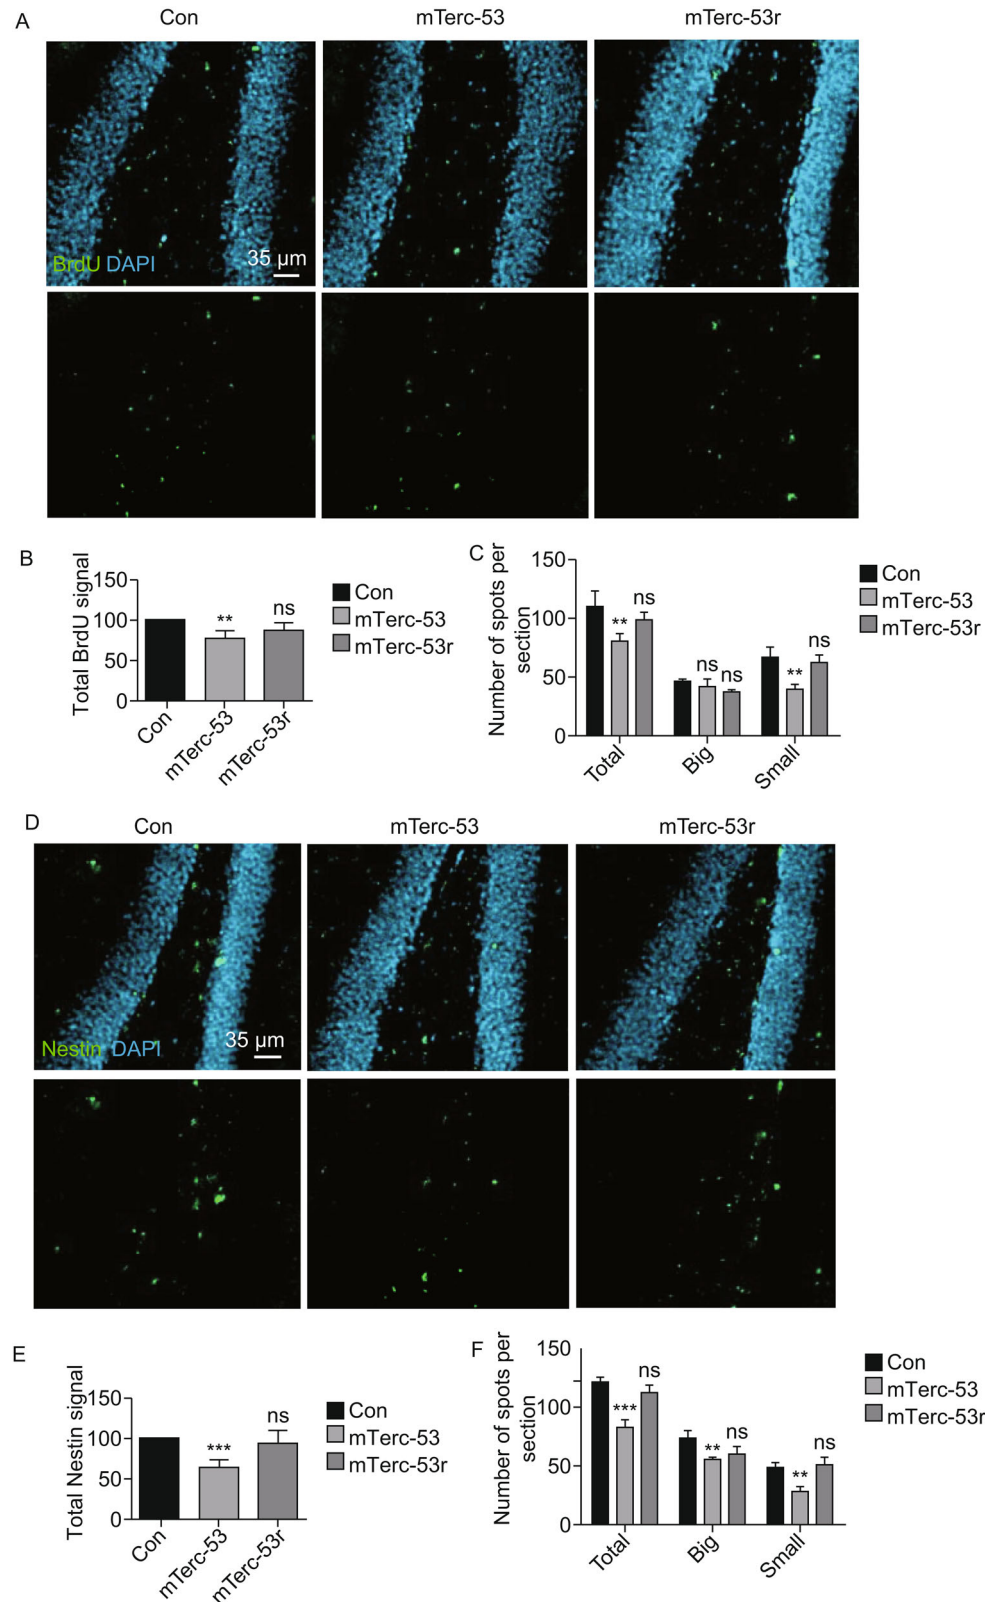 A
Con
mTerc-53
mTerc-53r
BrdU DAPI
35 µm
B
Total BrdU signal
150
100
50
0
**
ns
Con
mTerc-53
mTerc-53r
Con
mTerc-53
mTerc-53r
C
Number of spots per
section
150
100
50
0
**
ns
ns
ns
**
ns
Total
Big
Small
Con
mTerc-53
mTerc-53r
D
Con
mTerc-53
mTerc-53r
Nestin DAPI
35 µm
E
Total Nestin signal
150
100
50
0
***
ns
Con
mTerc-53
mTerc-53r
Con
mTerc-53
mTerc-53r
F
Number of spots per
section
150
100
50
0
***
ns
**
ns
**
ns
Total
Big
Small
Con
mTerc-53
mTerc-53r